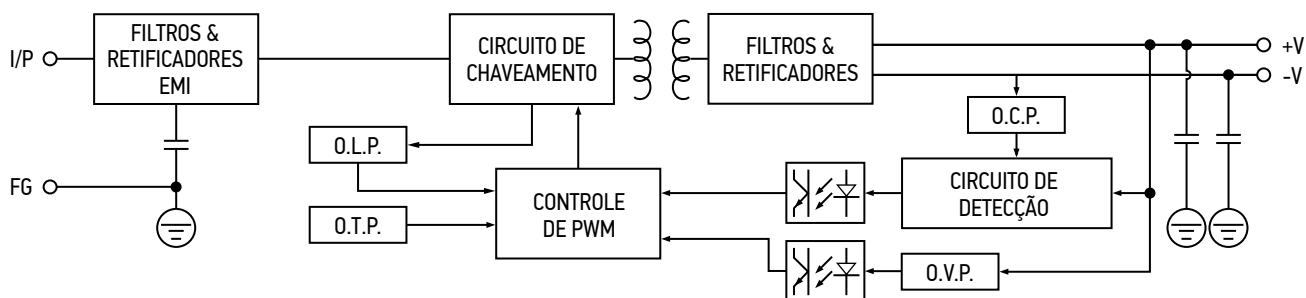 I/P
FILTROS &
RETIFICADORES
EMI
CIRCUITO DE
CHAVEAMENTO
FILTROS &
RETIFICADORES
+V
-V
O.C.P.
O.L.P.
FG
CONTROLE
DE PWM
CIRCUITO DE
DETECÇÃO
O.T.P.
O.V.P.